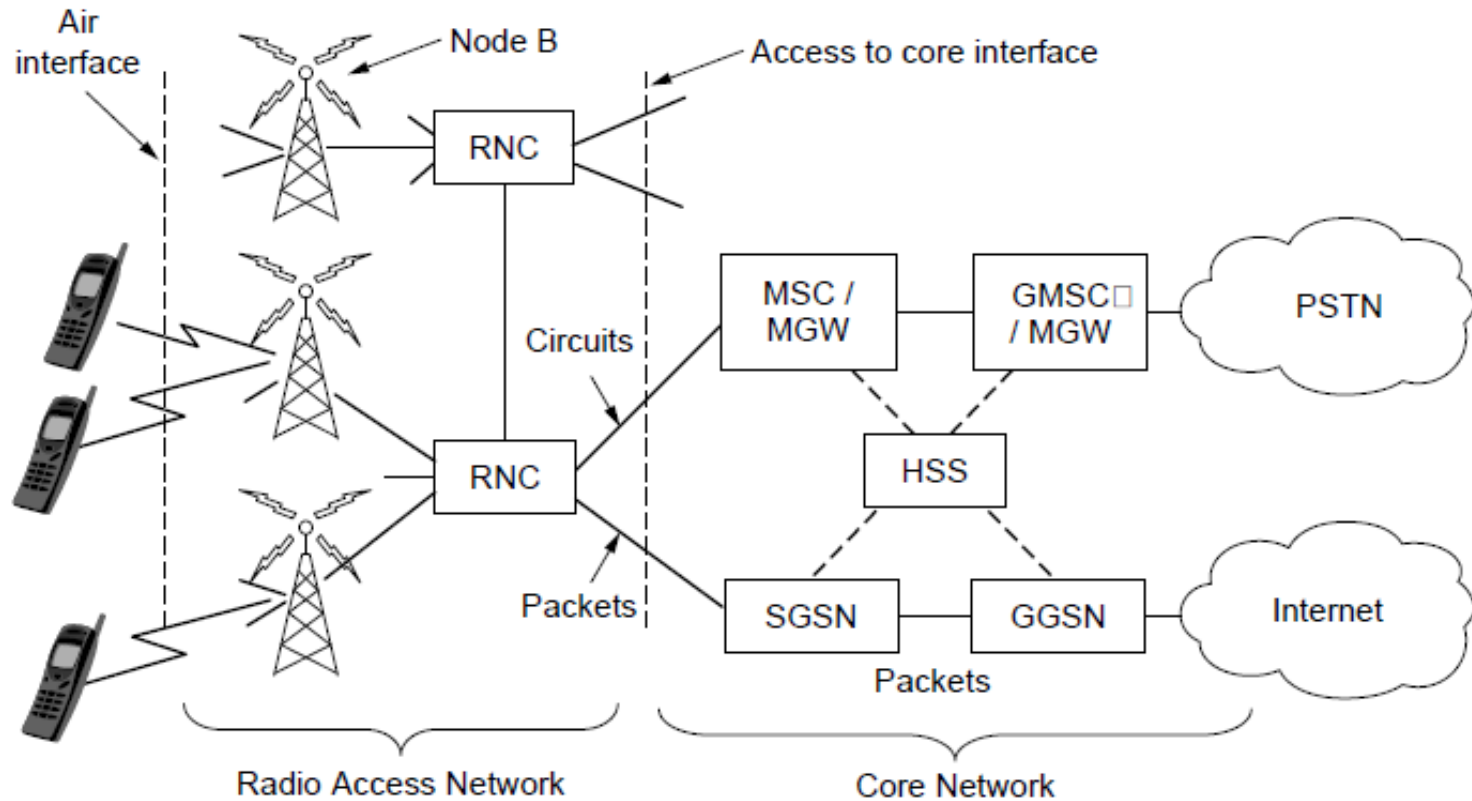 Air
interface
Node B
Access to core interface
RNC
MSC /
MGW
GMSC□
/ MGW
PSTN
Circuits
RNC
HSS
Packets
SGSN
GGSN
Internet
Packets
Radio Access Network
Core Network